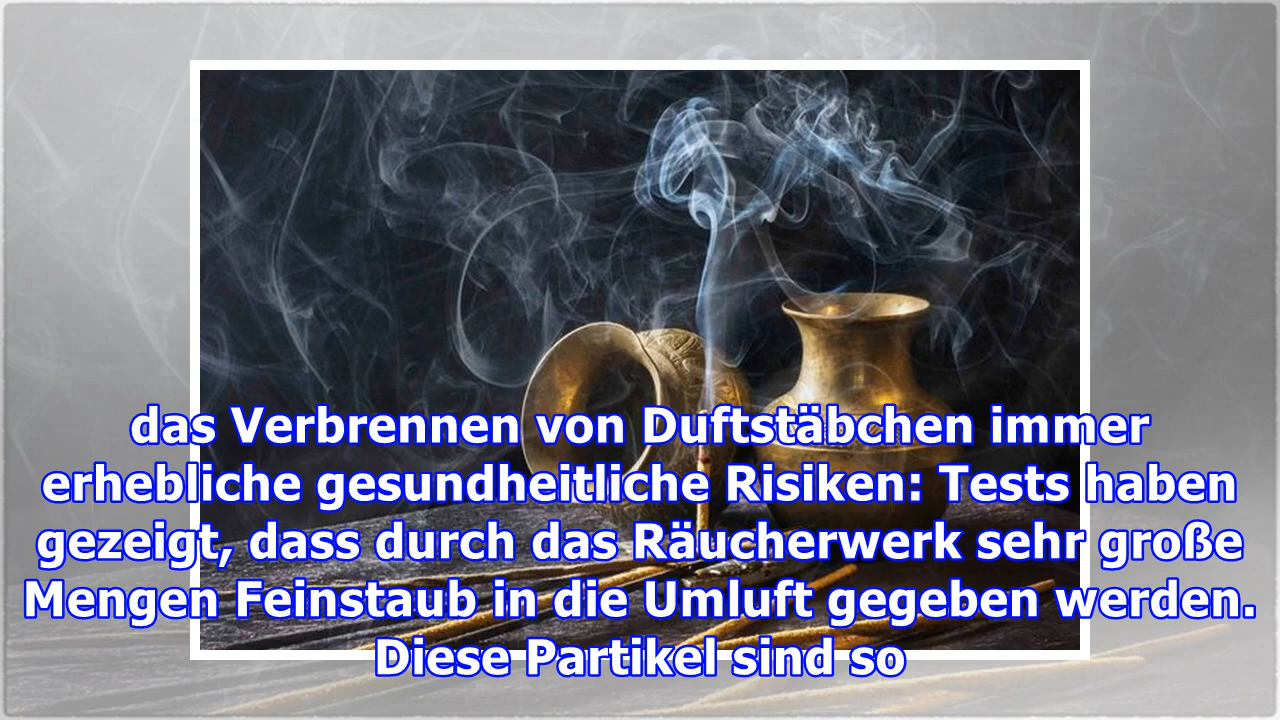 das Verbrennen von Duftstäbchen immer
erhebliche gesundheitliche Risiken: Tests haben
gezeigt, dass durch das Räucherwerk sehr große
Mengen Feinstaub in die Umluft gegeben werden.
Diese Partikel sind so